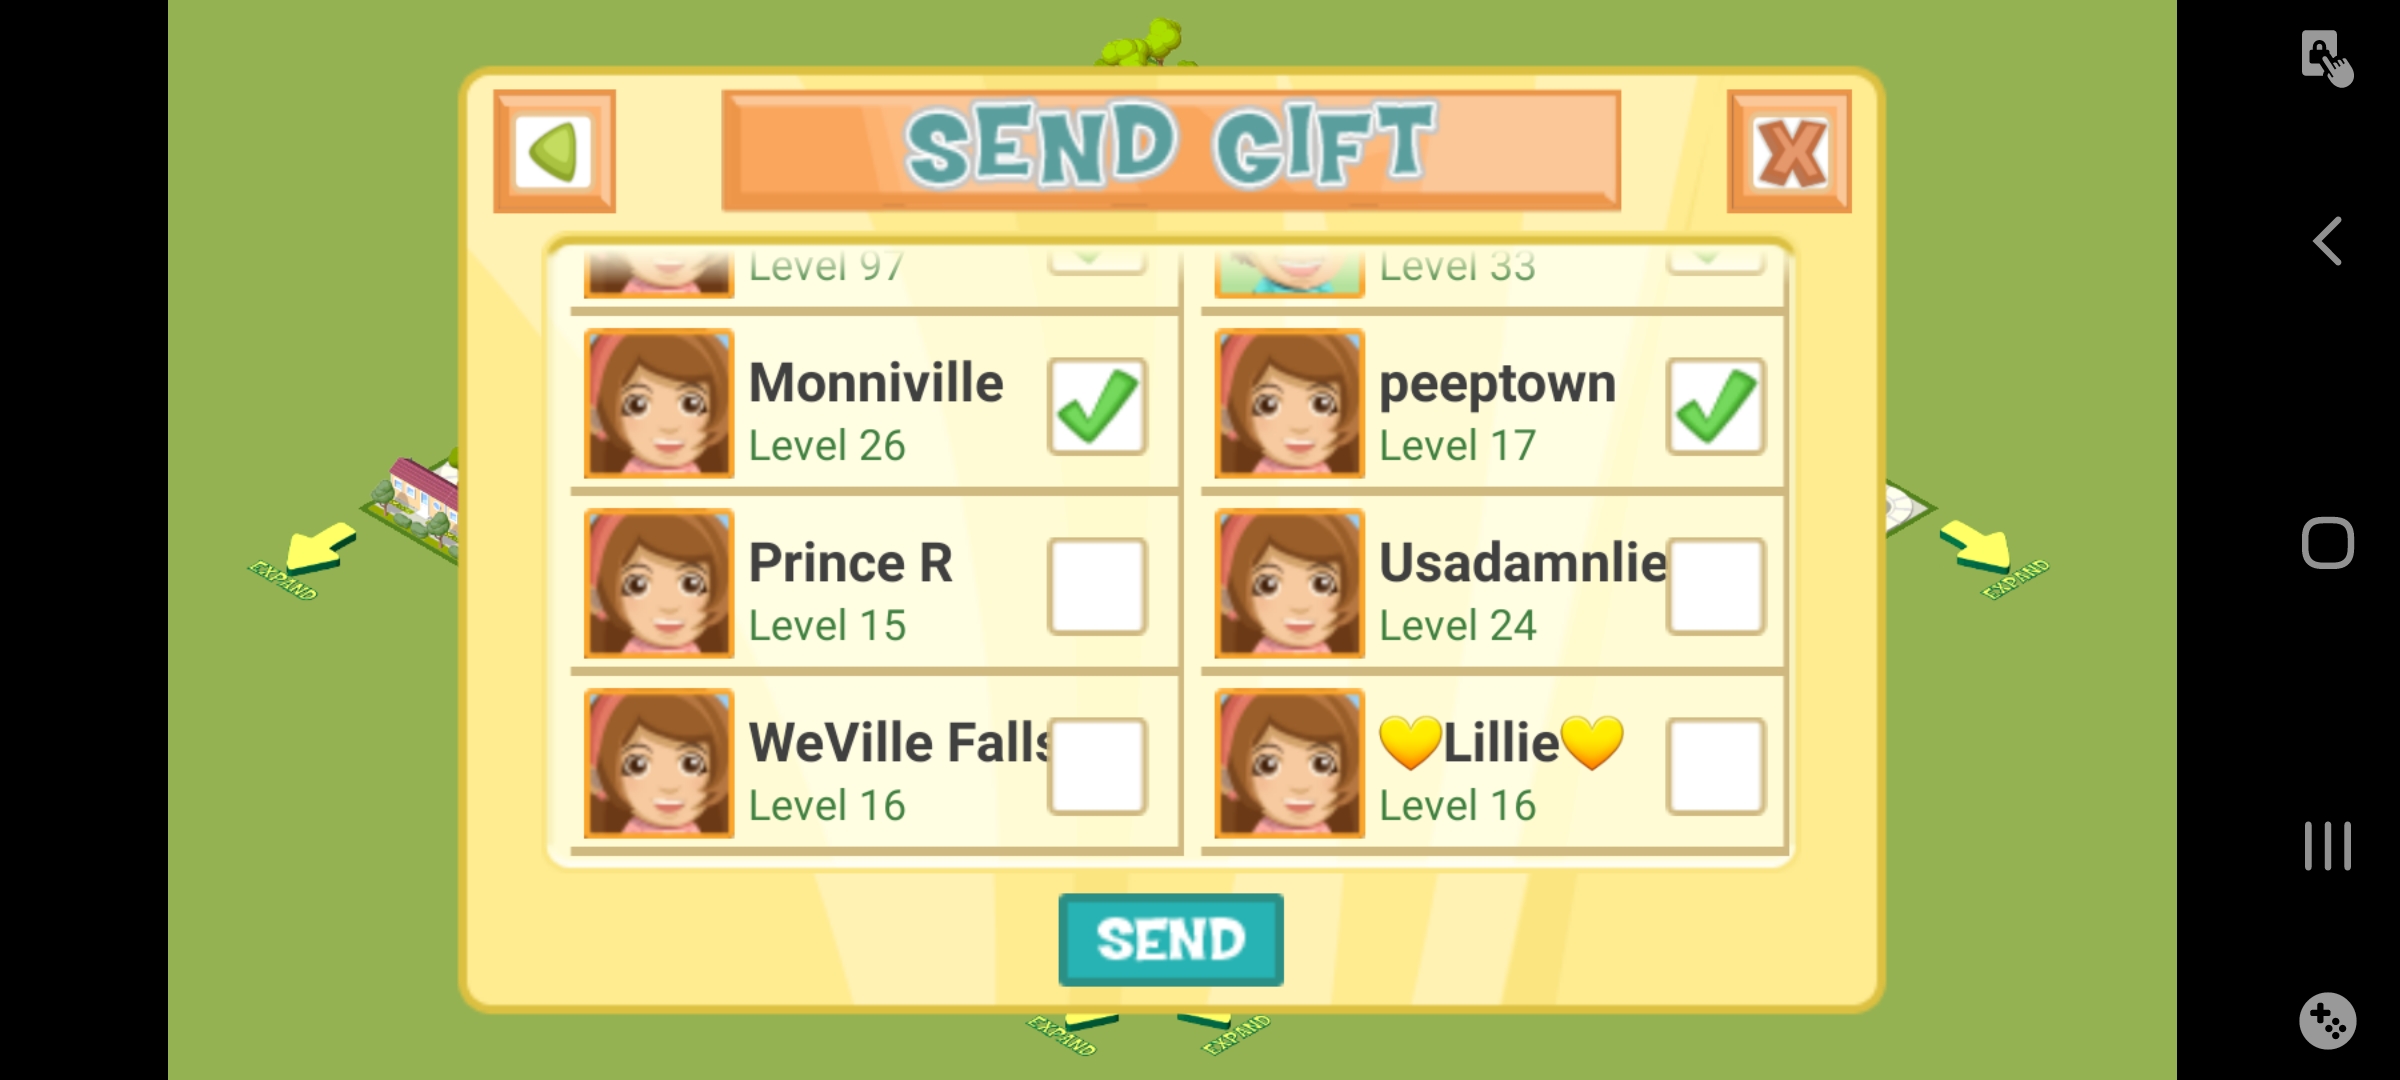 SEND GIFT
Level 97
Level 33
Monniville
Level 26
peeptown
Level 17
Prince R
Level 15
Usadamnlie
Level 24
WeVille Falls
Level 16
💛Lillie💛
Level 16
EXPAND
EXPAND
SEND
EXPAND
EXPAND